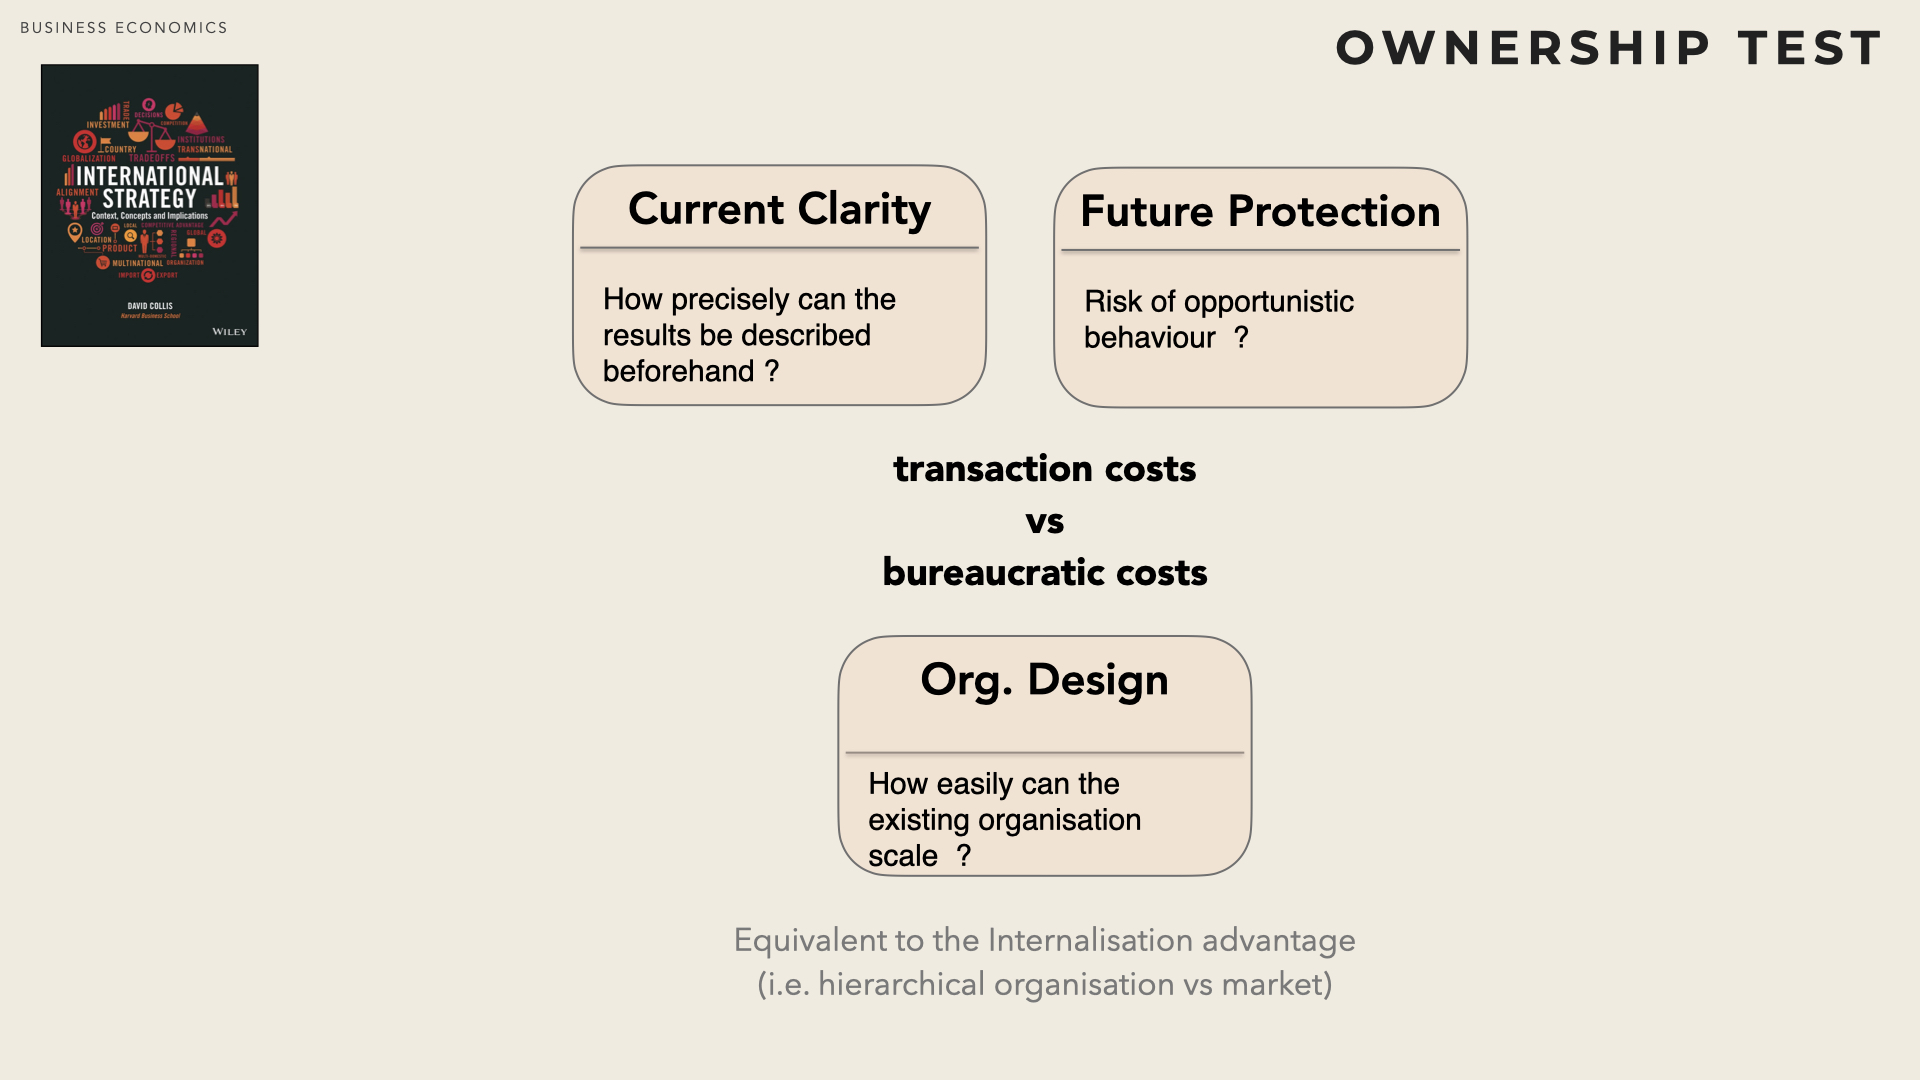 BUSINESS ECONOMICS
OWNERSHIP TEST
TRADE
DECISIONS
COMPETITION
INVESTMENT
INSTITUTIONS
COUNTRY
TRANSNATIONAL
GLOBALIZATION
TRADEOFFS
INTERNATIONAL
ALIGNMENT
STRATEGY
Context, Concepts and Implications
LOCAL COMPETITIVE ADVANTAGE
GLOBAL
LOCATION
REGIONAL
PRODUCT
MULTINATIONAL ORGANIZATION
IMPORT EXPORT
DAVID COLLIS
Harvard Business School
WILEY
Current Clarity
How precisely can the
results be described
beforehand ?
Future Protection
Risk of opportunistic
behaviour ?
transaction costs
vs
bureaucratic costs
Org. Design
How easily can the
existing organisation
scale ?
Equivalent to the Internalisation advantage
(i.e. hierarchical organisation vs market)